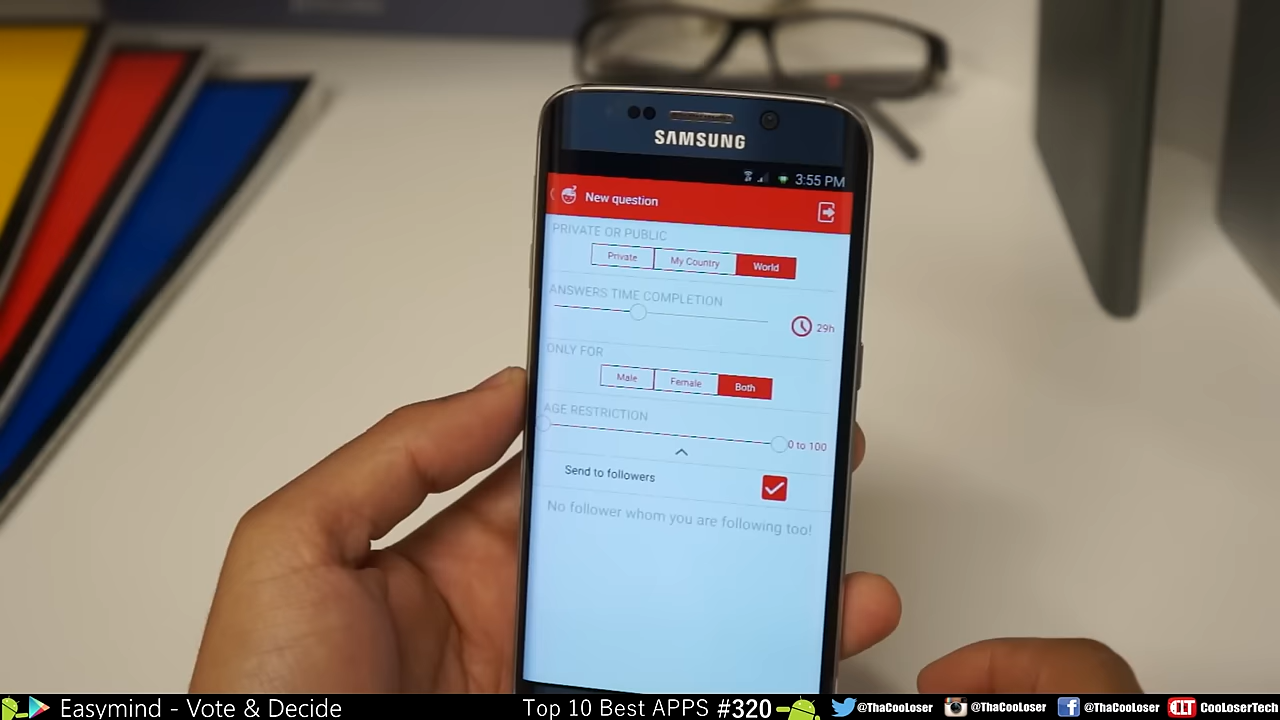 SAMSUNG
3:55 PM
New question
PRIVATE OR PUBLIC
Private My Country World
ANSWERS TIME COMPLETION
29h
ONLY FOR
Male Female Both
AGE RESTRICTION
0 to 100
Send to followers
No follower whom you are following too!
Easymind - Vote & Decide Top 10 Best APPS #320 @ThaCooLoser @ThaCooLoser @ThaCooLoser CLT CooLoserTech